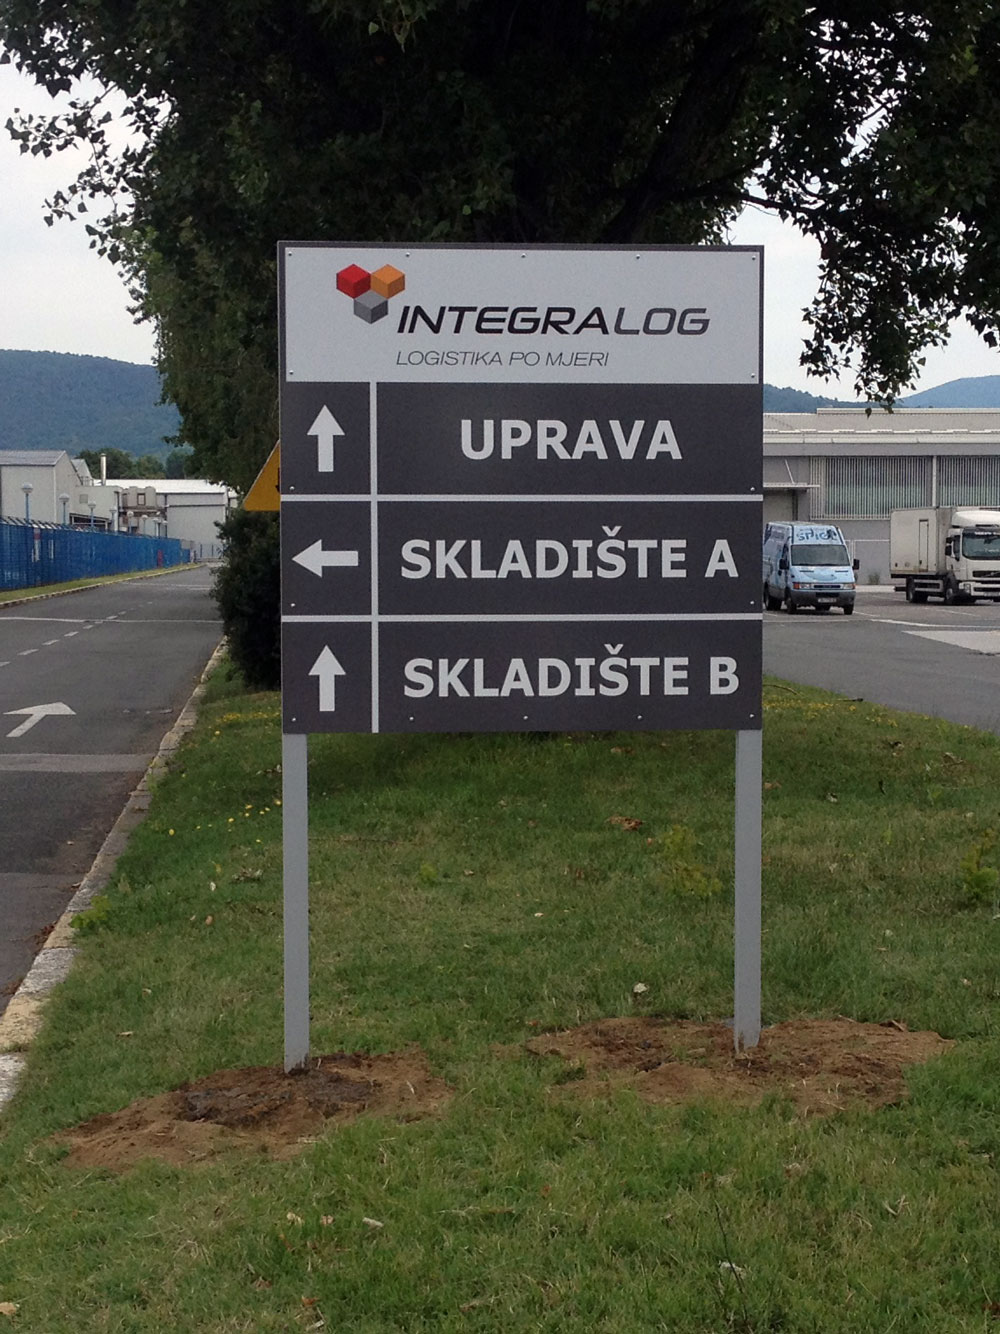 INTEGRALOG
LOGISTIKA PO MJERI
UPRAVA
SKLADIŠTE A
SKLADIŠTE B